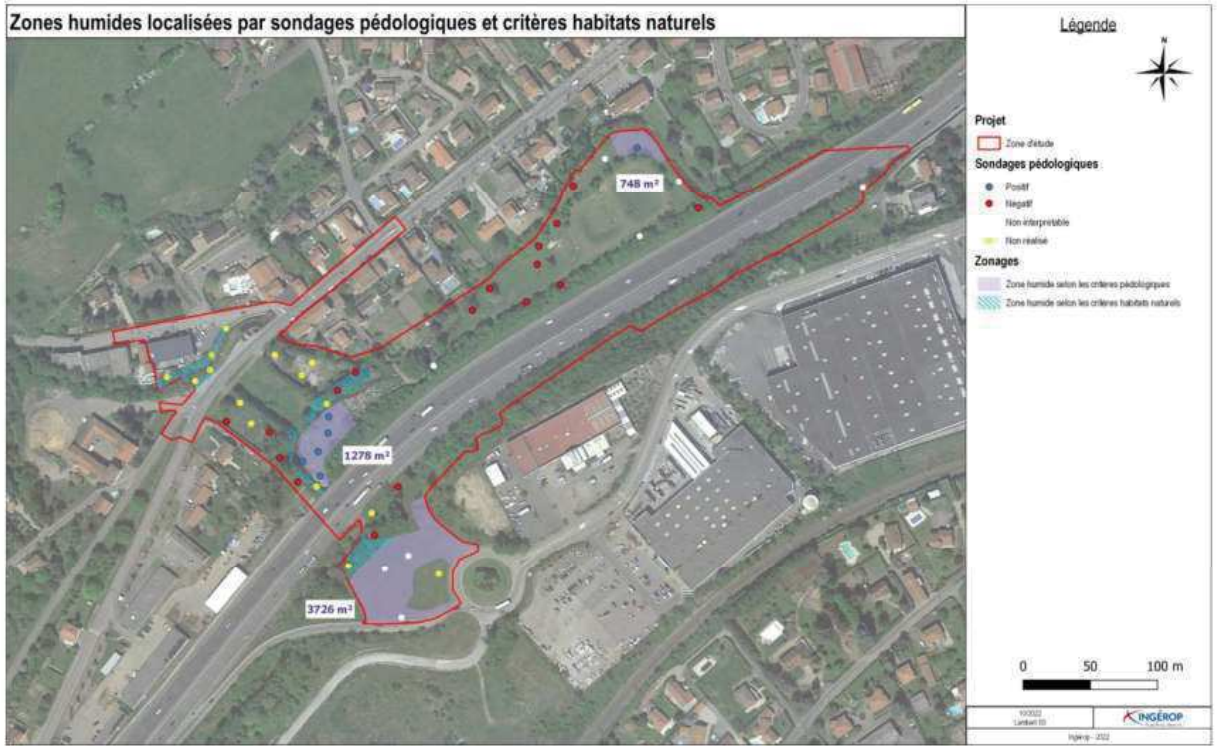 Zones humides localisées par sondages pédologiques et critères habitats naturels
748 m²
1278 m²
3726 m²
Légende
N
Projet
Zone d'étude
Sondages pédologiques
Positif
Négatif
Non interprétable
Non réalisé
Zonages
Zone humide selon les critères pédologiques
Zone humide selon les critères habitats naturels
0 50 100 m
10/2022
Lambert 93
INGÉROP
Ingérop - 2022